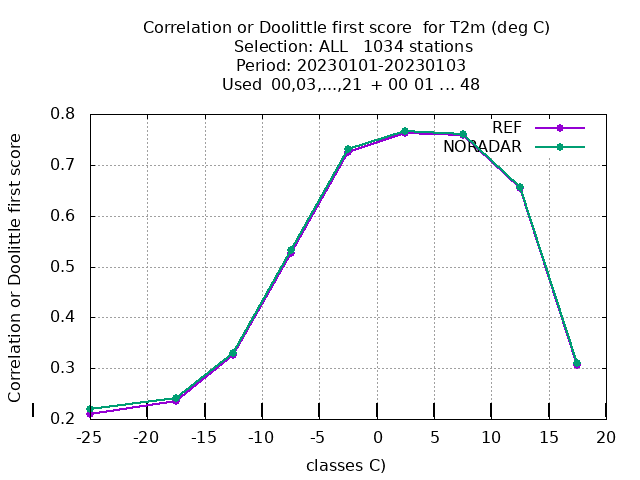 Correlation or Doolittle first score  for T2m (deg C)
Selection: ALL   1034 stations
Period: 20230101-20230103
Used  00,03,...,21  + 00 01 ... 48
REF
NORADAR
Correlation or Doolittle first score
0.8
0.7
0.6
0.5
0.4
0.3
0.2
-25 -20 -15 -10 -5 0 5 10 15 20
classes C)